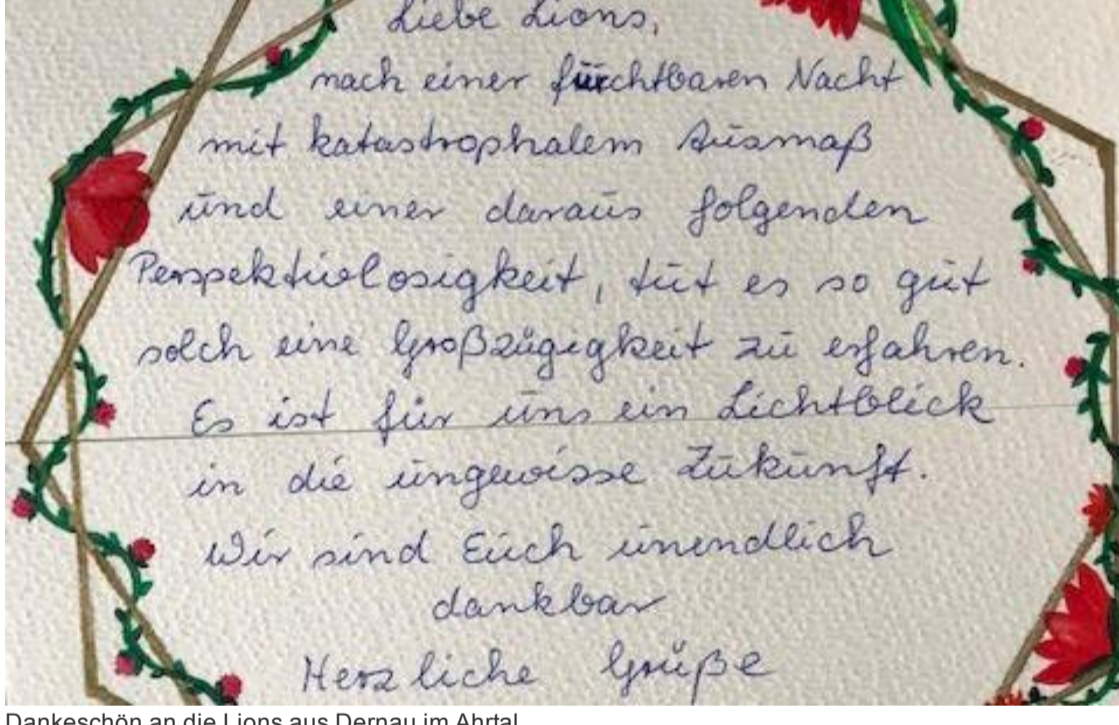 Liebe Lions,
nach einer furchtbaren Nacht
mit katastrophalem Ausmaß
und einer daraus folgenden
Perspektivlosigkeit, tut es so gut
solch eine Großzügigkeit zu erfahren.
Es ist für uns ein Lichtblick
in die ungewisse Zukunft.
Wir sind Euch unendlich
dankbar
Herzliche Grüße
Dankeschön an die Lions aus Dernau im Ahrtal